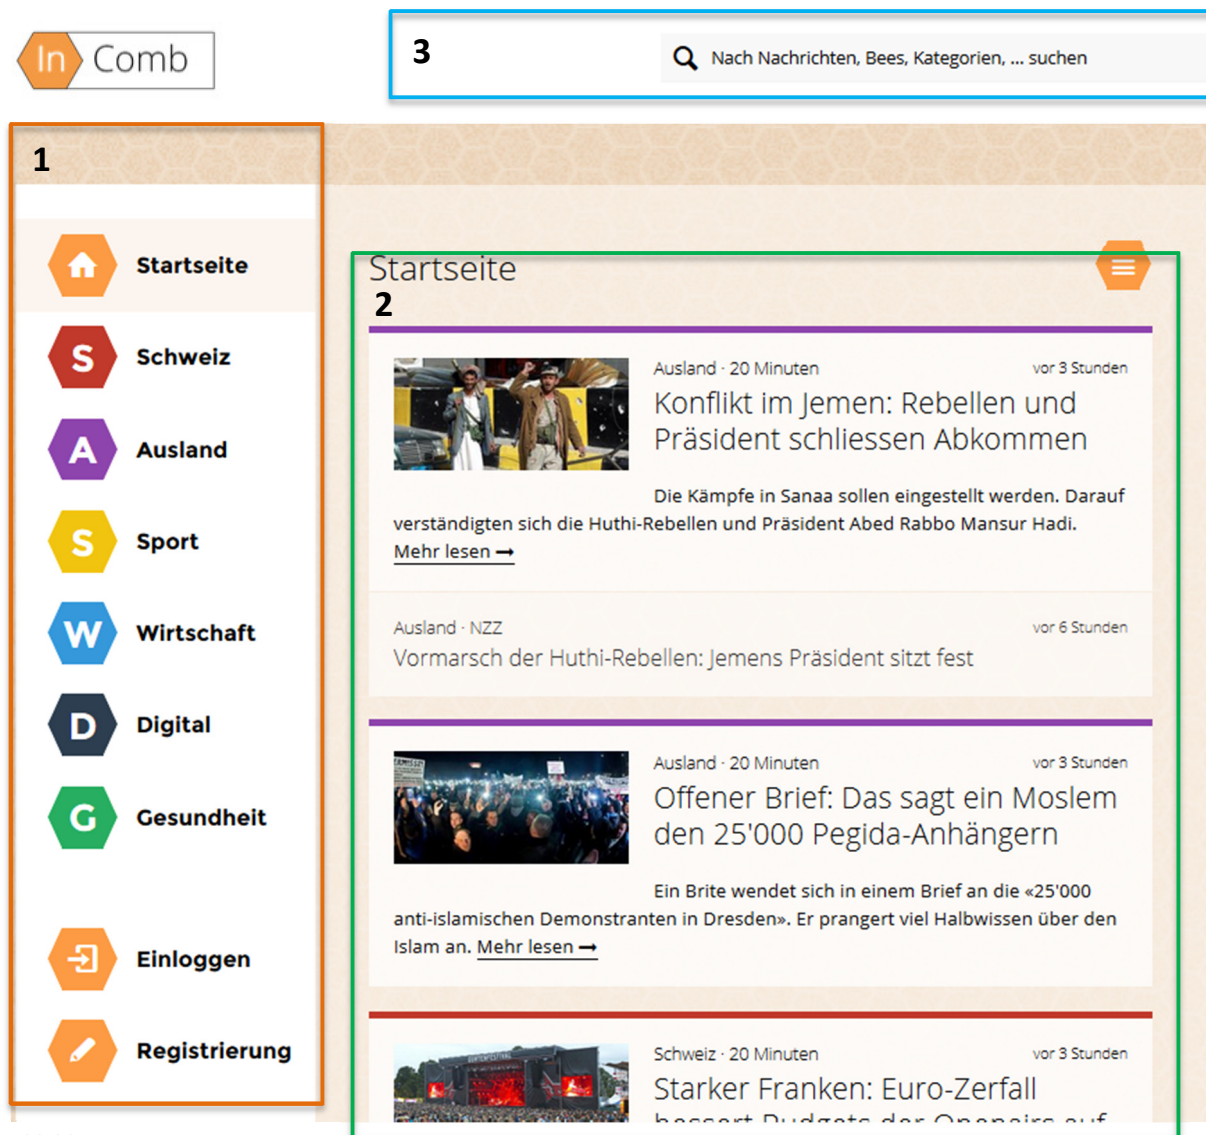 In Comb
3
Nach Nachrichten, Bees, Kategorien, ... suchen
1
Startseite
S Schweiz
A Ausland
S Sport
W Wirtschaft
D Digital
G Gesundheit
Einloggen
Registrierung
Startseite
2
Ausland · 20 Minuten vor 3 Stunden
Konflikt im Jemen: Rebellen und
Präsident schliessen Abkommen
Die Kämpfe in Sanaa sollen eingestellt werden. Darauf
verständigten sich die Huthi-Rebellen und Präsident Abed Rabbo Mansur Hadi.
Mehr lesen →
Ausland · NZZ vor 6 Stunden
Vormarsch der Huthi-Rebellen: Jemens Präsident sitzt fest
Ausland · 20 Minuten vor 3 Stunden
Offener Brief: Das sagt ein Moslem
den 25'000 Pegida-Anhängern
Ein Brite wendet sich in einem Brief an die «25'000
anti-islamischen Demonstranten in Dresden». Er prangert viel Halbwissen über den
Islam an. Mehr lesen →
Schweiz · 20 Minuten vor 3 Stunden
Starker Franken: Euro-Zerfall
bessert Budgets der Openairs auf